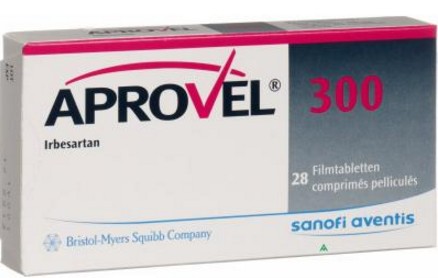 APROVEL® 300
Irbesartan
28 Filmtabletten
comprimés pelliculés
sanofi aventis
Bristol-Myers Squibb Company